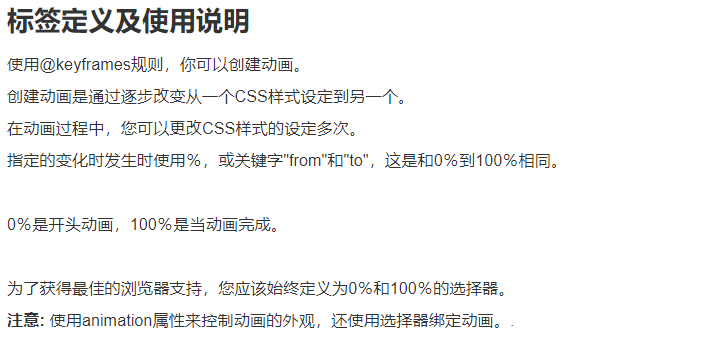 标签定义及使用说明
使用@keyframes规则，你可以创建动画。
创建动画是通过逐步改变从一个CSS样式设定到另一个。
在动画过程中，您可以更改CSS样式的设定多次。
指定的变化时发生时使用％，或关键字"from"和"to"，这是和0％到100％相同。
0％是开头动画，100％是当动画完成。
为了获得最佳的浏览器支持，您应该始终定义为0％和100％的选择器。
注意: 使用animation属性来控制动画的外观，还使用选择器绑定动画。.